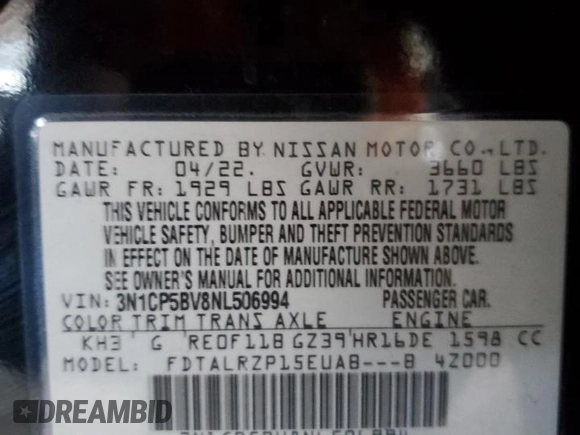 MANUFACTURED BY NISSAN MOTOR CO., LTD.
DATE: 04/22. GVWR: 3660 LBS
GAWR FR: 1929 LBS GAWR RR: 1731 LBS
THIS VEHICLE CONFORMS TO ALL APPLICABLE FEDERAL MOTOR
VEHICLE SAFETY, BUMPER AND THEFT PREVENTION STANDARDS
IN EFFECT ON THE DATE OF MANUFACTURE SHOWN ABOVE.
SEE OWNER'S MANUAL FOR ADDITIONAL INFORMATION.
VIN: 3N1CP5BV8NL506994 PASSENGER CAR.
COLOR TRIM TRANS AXLE ENGINE
KH3 G RE0F11B GZ39 HR16DE 1598 CC
MODEL: FDTALRZP15EUAB---B 42000
DREAMBID